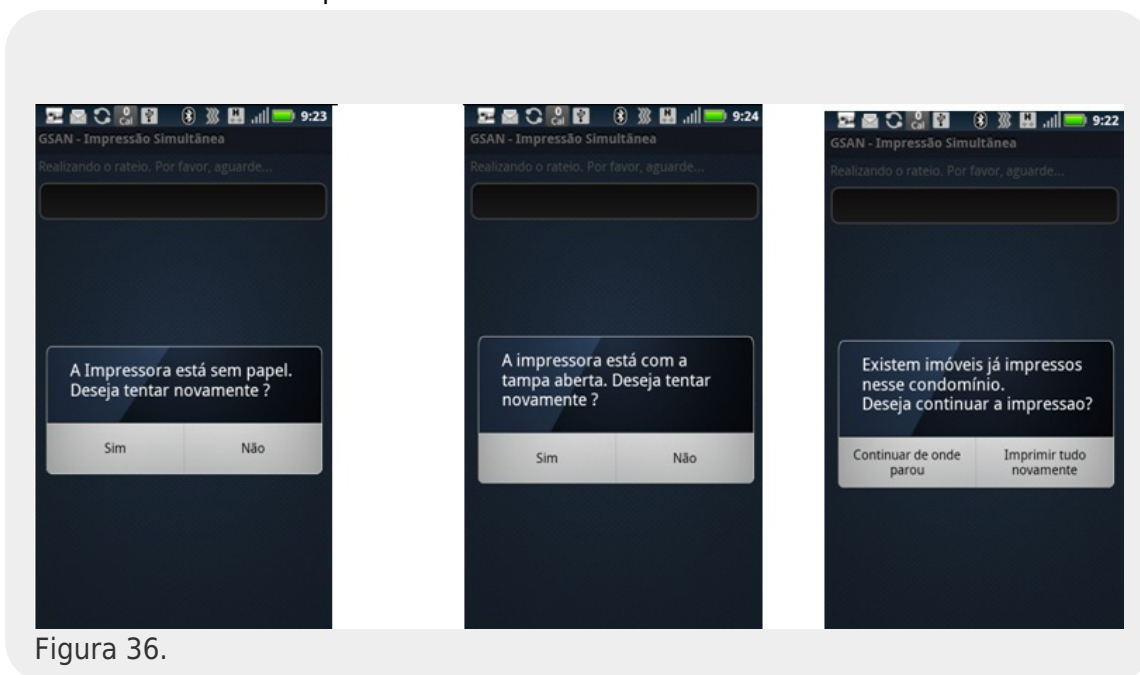 9:23
GSAN - Impressão Simultânea
Realizando o rateio. Por favor, aguarde...
A Impressora está sem papel.
Deseja tentar novamente ?
Sim Não
9:24
GSAN - Impressão Simultânea
Realizando o rateio. Por favor, aguarde...
A impressora está com a
tampa aberta. Deseja tentar
novamente ?
Sim Não
9:22
GSAN - Impressão Simultânea
Realizando o rateio. Por favor, aguarde...
Existem imóveis já impressos
nesse condomínio.
Deseja continuar a impressao?
Continuar de onde
parou
Imprimir tudo
novamente
Figura 36.